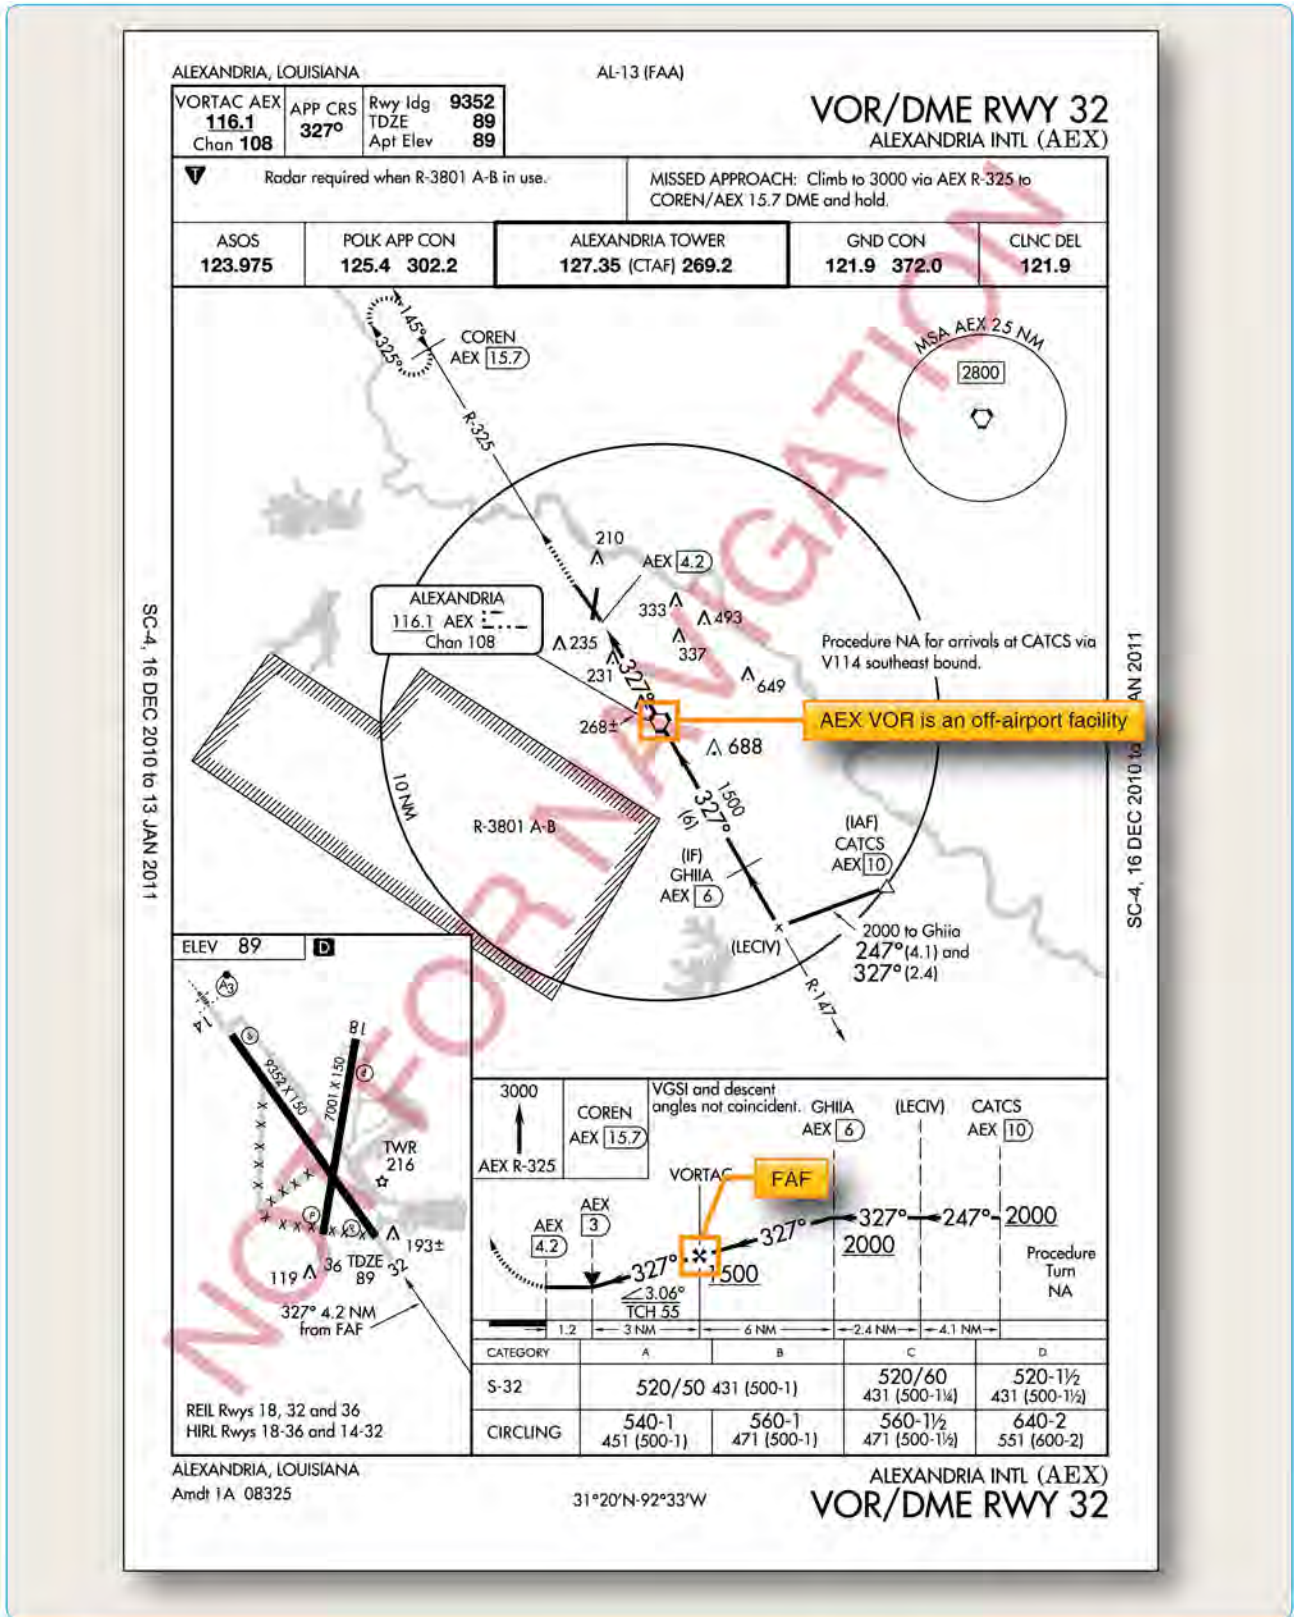 ALEXANDRIA, LOUISIANA
AL-13 (FAA)
VORTAC AEX
116.1
Chan 108
APP CRS
327°
Rwy ldg 9352
TDZE 89
Apt Elev 89
VOR/DME RWY 32
ALEXANDRIA INTL (AEX)
T
Radar required when R-3801 A-B in use.
MISSED APPROACH: Climb to 3000 via AEX R-325 to
COREN/AEX 15.7 DME and hold.
ASOS
123.975
POLK APP CON
125.4 302.2
ALEXANDRIA TOWER
127.35 (CTAF) 269.2
GND CON
121.9 372.0
CLNC DEL
121.9
145°
325°
COREN
AEX 15.7
R-325
MSA AEX 25 NM
2800
210
AEX 4.2
ALEXANDRIA
116.1 AEX
Chan 108
333
493
235
337
231
327°
649
Procedure NA for arrivals at CATCS via
V114 southeast bound.
268±
AEX VOR is an off-airport facility
688
10 NM
R-3801 A-B
1500
327°
(6)
(IF)
GHIIA
AEX 6
(IAF)
CATCS
AEX 10
(LECIV)
2000 to Ghiia
247° (4.1) and
327° (2.4)
R-147
NOT FOR NAVIGATION
SC-4, 16 DEC 2010 to 13 JAN 2011
SC-4, 16 DEC 2010 to AN 2011
ELEV 89
D
A3
14
18
9352 X 150
7001 X 150
P
P
TWR
216
193±
119
36
TDZE
89
32
327° 4.2 NM
from FAF
REIL Rwys 18, 32 and 36
HIRL Rwys 18-36 and 14-32
3000
AEX R-325
COREN
AEX 15.7
VGSI and descent
angles not coincident.
GHIIA
AEX 6
(LECIV)
CATCS
AEX 10
VORTAC
FAF
AEX
4.2
AEX
3
327°
3.06°
TCH 55
1500
327°
327°
2000
247°
2000
Procedure
Turn
NA
1.2
3 NM
6 NM
2.4 NM
4.1 NM
CATEGORY A B C D
S-32
520/50 431 (500-1)
520/60
431 (500-1¼)
520-1½
431 (500-1½)
CIRCLING
540-1
451 (500-1)
560-1
471 (500-1)
560-1½
471 (500-1½)
640-2
551 (600-2)
ALEXANDRIA, LOUISIANA
Amdt 1A 08325
31°20'N-92°33'W
ALEXANDRIA INTL (AEX)
VOR/DME RWY 32